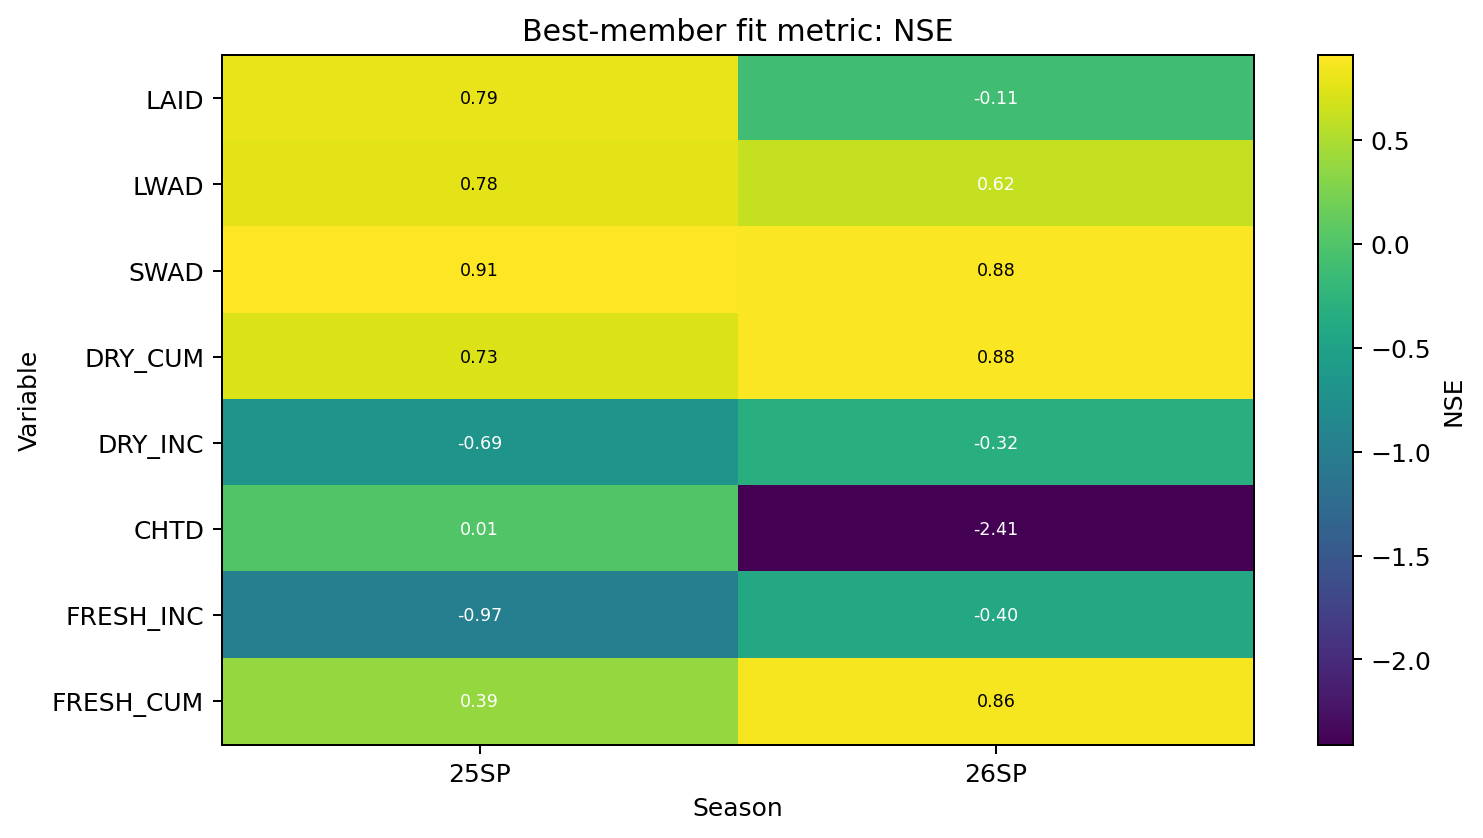 Best-member fit metric: NSE
LAID 0.79 -0.11
LWAD 0.78 0.62
SWAD 0.91 0.88
DRY_CUM 0.73 0.88
DRY_INC -0.69 -0.32
CHTD 0.01 -2.41
FRESH_INC -0.97 -0.40
FRESH_CUM 0.39 0.86
25SP 26SP
Season
Variable
0.5
0.0
−0.5
−1.0
−1.5
−2.0
NSE